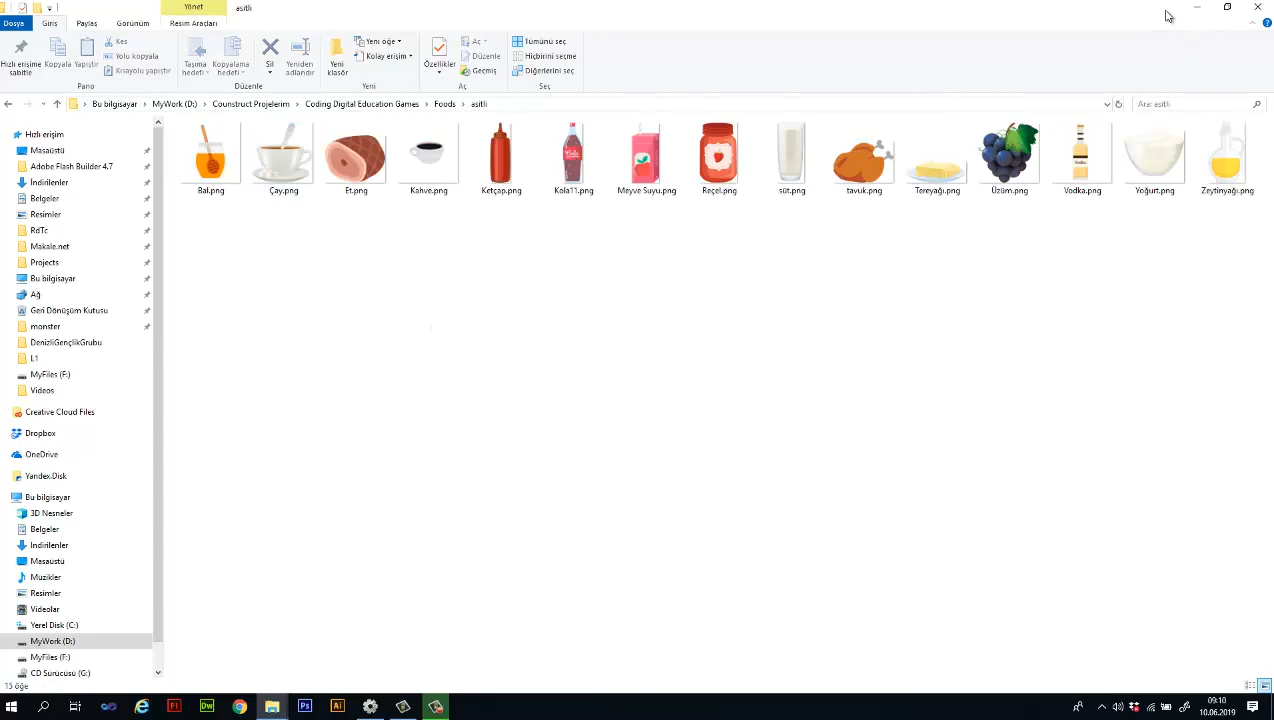 Yönet
asitli
Dosya
Giriş
Paylaş
Görünüm
Resim Araçları
Hızlı erişime sabitle
Kopyala
Yapıştır
Kes
Yolu kopyala
Kısayolu yapıştır
Pano
Taşıma hedefi
Kopyalama hedefi
Sil
Yeniden adlandır
Düzenle
Yeni klasör
Yeni öğe
Kolay erişim
Yeni
Özellikler
Aç
Düzenle
Geçmiş
Aç
Tümünü seç
Hiçbirini seçme
Diğerlerini seç
Seç
Bu bilgisayar
MyWork (D:)
Counstruct Projelerim
Coding Digital Education Games
Foods
asitli
Ara: asitli
Hızlı erişim
Masaüstü
Adobe Flash Builder 4.7
İndirilenler
Belgeler
Resimler
RdTc
Makale.net
Projects
Bu bilgisayar
Ağ
Geri Dönüşüm Kutusu
monster
DenizliGençlikGrubu
L1
MyFiles (F:)
Videos
Creative Cloud Files
Dropbox
OneDrive
Yandex.Disk
Bu bilgisayar
3D Nesneler
Belgeler
İndirilenler
Masaüstü
Müzikler
Resimler
Videolar
Yerel Disk (C:)
MyWork (D:)
MyFiles (F:)
CD Sürücüsü (G:)
Bal.png
Çay.png
Et.png
Kahve.png
Ketçap.png
Kola11.png
Meyve Suyu.png
Reçel.png
süt.png
tavuk.png
Tereyağı.png
Üzüm.png
Vodka.png
Yoğurt.png
Zeytinyağı.png
15 öğe
Fl
Dw
Ps
Ai
09:10
10.06.2019